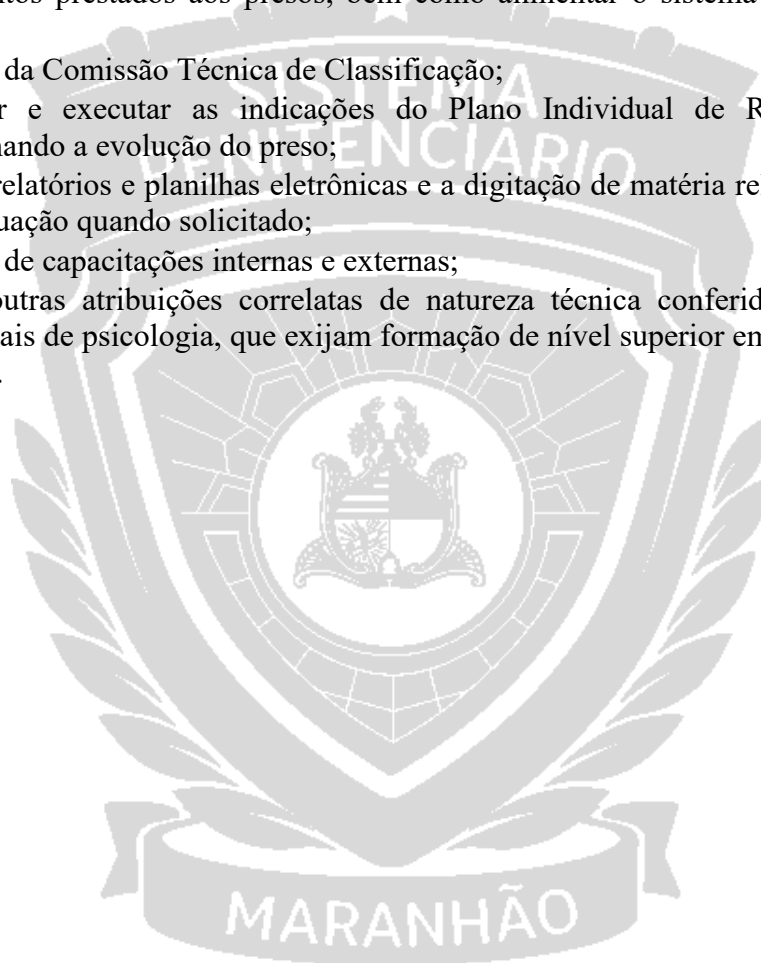 tos prestados aos presos, bem como alimentar o sistema
da Comissão Técnica de Classificação;
r e executar as indicações do Plano Individual de R
nando a evolução do preso;
relatórios e planilhas eletrônicas e a digitação de matéria re
uação quando solicitado;
de capacitações internas e externas;
outras atribuições correlatas de natureza técnica conferid
ais de psicologia, que exijam formação de nível superior em
.
SISTEMA
PENITENCIÁRIO
MARANHÃO